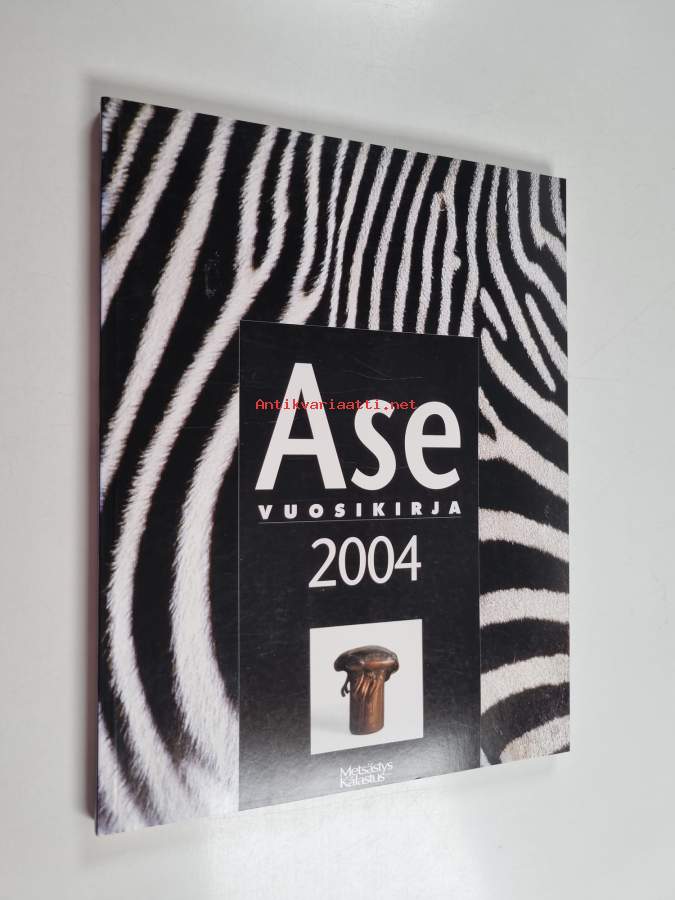 Ase
Antikvariaatti.net
VUOSIKIRJA
2004
Metsästys
Kalastus